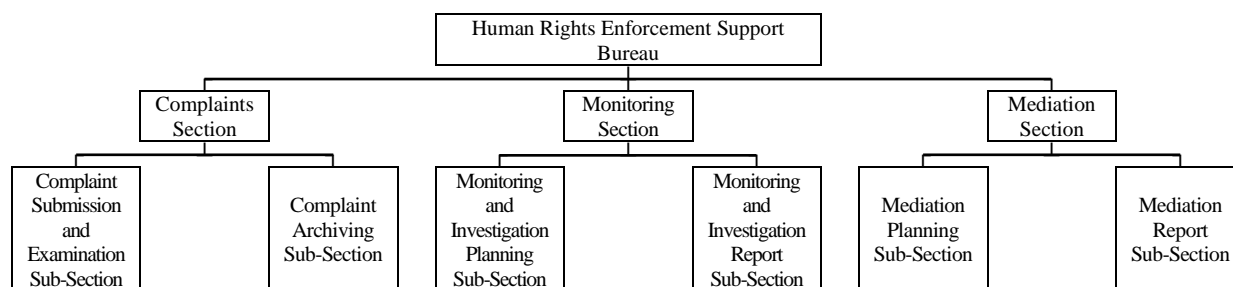 Human Rights Enforcement Support
Bureau
Complaints
Section
Monitoring
Section
Mediation
Section
Complaint
Submission
and
Examination
Sub-Section
Complaint
Archiving
Sub-Section
Monitoring
and
Investigation
Planning
Sub-Section
Monitoring
and
Investigation
Report
Sub-Section
Mediation
Planning
Sub-Section
Mediation
Report
Sub-Section